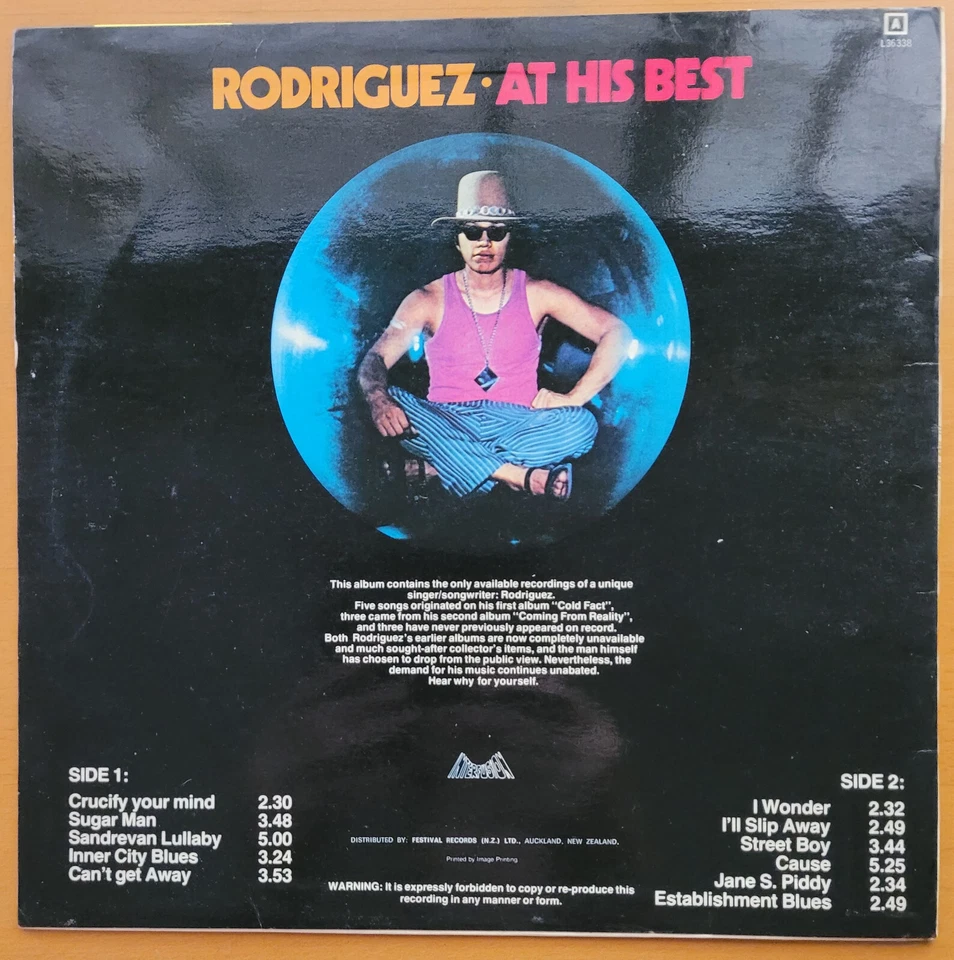 A
L36338
RODRIGUEZ · AT HIS BEST
This album contains the only available recordings of a unique
singer/songwriter: Rodriguez.
Five songs originated on his first album "Cold Fact",
three came from his second album "Coming From Reality",
and three have never previously appeared on record.
Both Rodriguez's earlier albums are now completely unavailable
and much sought-after collector's items, and the man himself
has chosen to drop from the public view. Nevertheless, the
demand for his music continues unabated.
Hear why for yourself.
INTERFUSION
SIDE 1:
Crucify your mind 2.30
Sugar Man 3.48
Sandrevan Lullaby 5.00
Inner City Blues 3.24
Can't get Away 3.53
DISTRIBUTED BY: FESTIVAL RECORDS (N.Z.) LTD., AUCKLAND, NEW ZEALAND.
Printed by Image Printing
WARNING: It is expressly forbidden to copy or re-produce this
recording in any manner or form.
SIDE 2:
I Wonder 2.32
I'll Slip Away 2.49
Street Boy 3.44
Cause 5.25
Jane S. Piddy 2.34
Establishment Blues 2.49